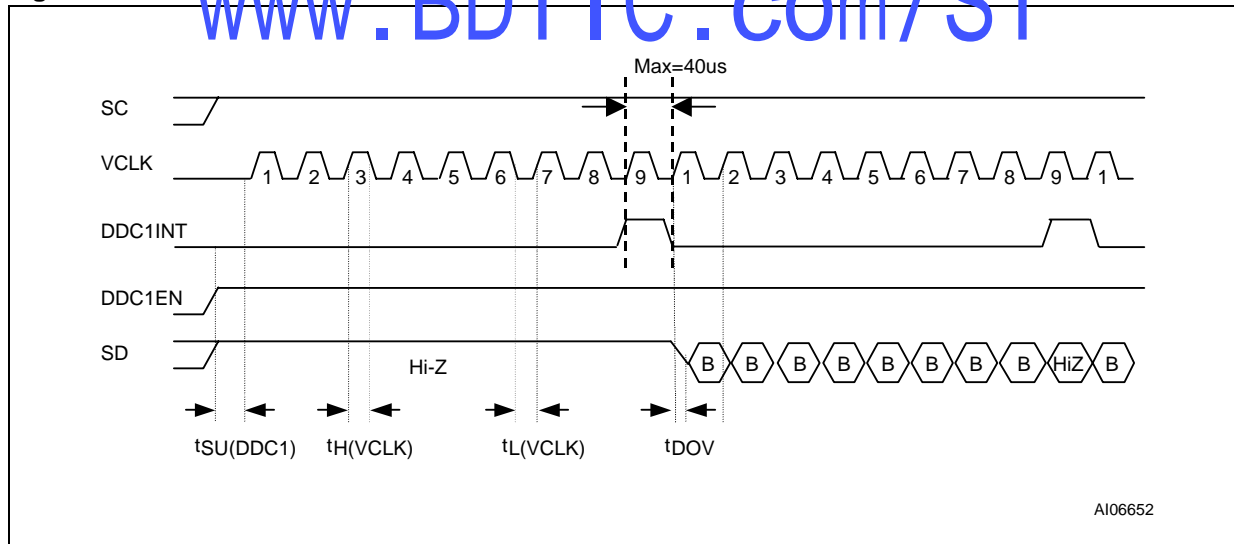 www.BDTIC.com/ST
Max=40us
SC
VCLK
1 2 3 4 5 6 7 8 9 1 2 3 4 5 6 7 8 9 1
DDC1INT
DDC1EN
SD
Hi-Z
B B B B B B B B HiZ B
tSU(DDC1) tH(VCLK) tL(VCLK) tDOV
AI06652